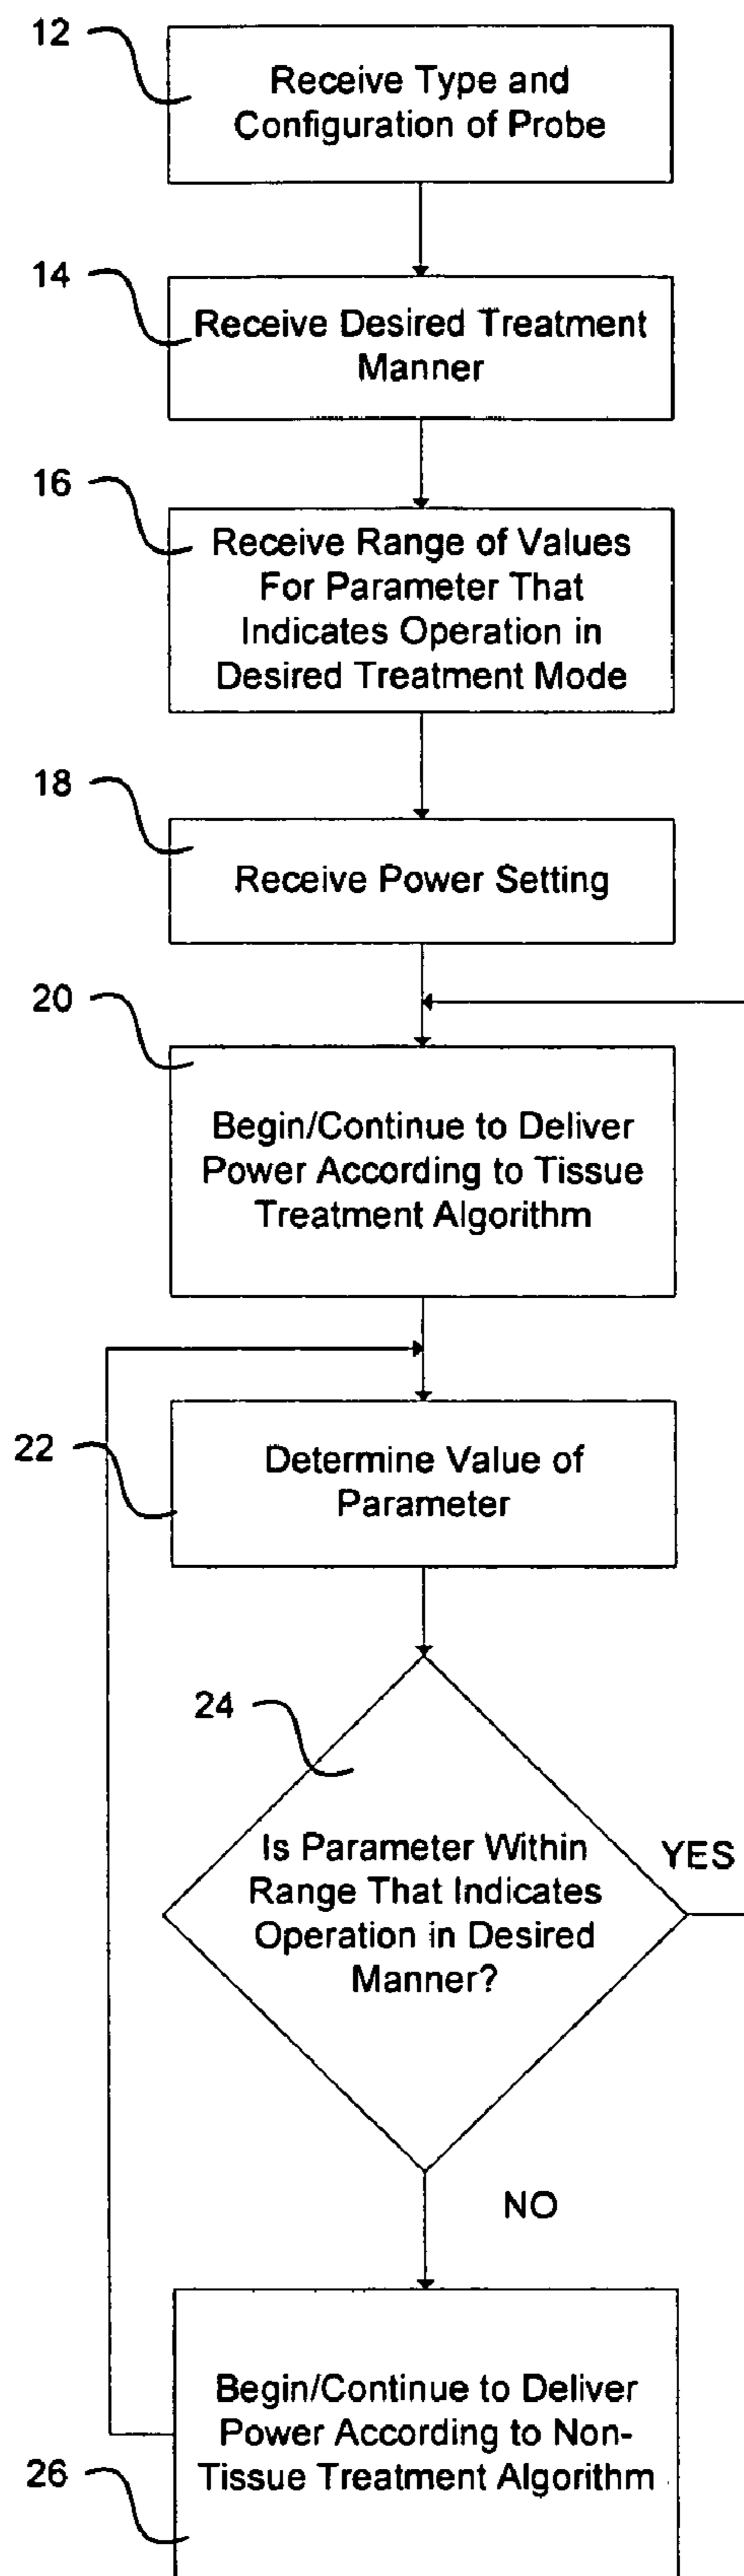 12
Receive Type and
Configuration of Probe
14
Receive Desired Treatment
Manner
16
Receive Range of Values
For Parameter That
Indicates Operation in
Desired Treatment Mode
18
Receive Power Setting
20
Begin/Continue to Deliver
Power According to Tissue
Treatment Algorithm
22
Determine Value of
Parameter
24
Is Parameter Within
Range That Indicates
Operation in Desired
Manner?
YES
NO
Begin/Continue to Deliver
Power According to Non-
Tissue Treatment Algorithm
26